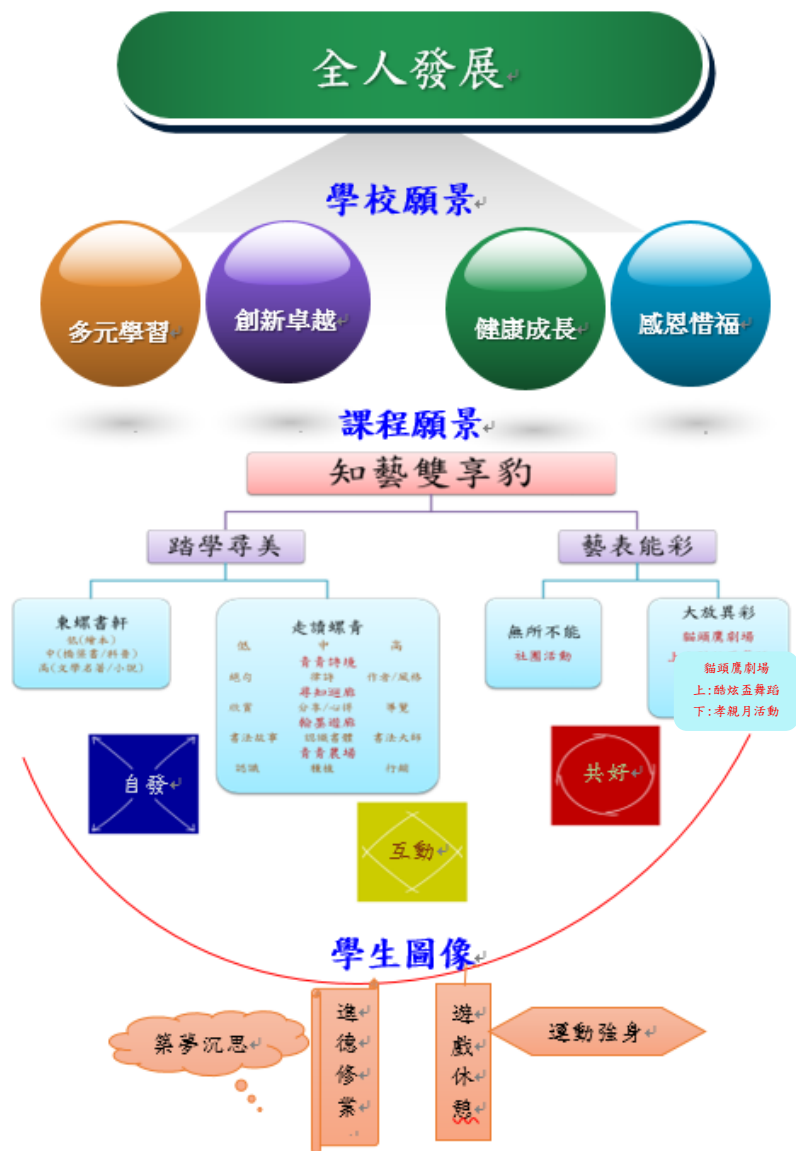 全人發展
學校願景
多元學習
創新卓越
健康成長
感恩惜福
課程願景
知藝雙享豹
踏學尋美
藝表能彩
東螺書軒
低(繪本)
中(橋梁書/科普)
高(文學名著/小說)
走讀螺青
低 中 高
青青詩境
絕句 律詩 作者/風格
尋知迴廊
欣賞 分享/心得 導覽
翰墨迴廊
書法故事 認識書體 書法大師
青青農場
認識 種植 行銷
無所不能
社團活動
大放異彩
貓頭鷹劇場
上
貓頭鷹劇場
上:酷炫盃舞蹈
下:孝親月活動
自發
互動
共好
學生圖像
築夢沉思
進德修業
遊戲休憩
運動強身